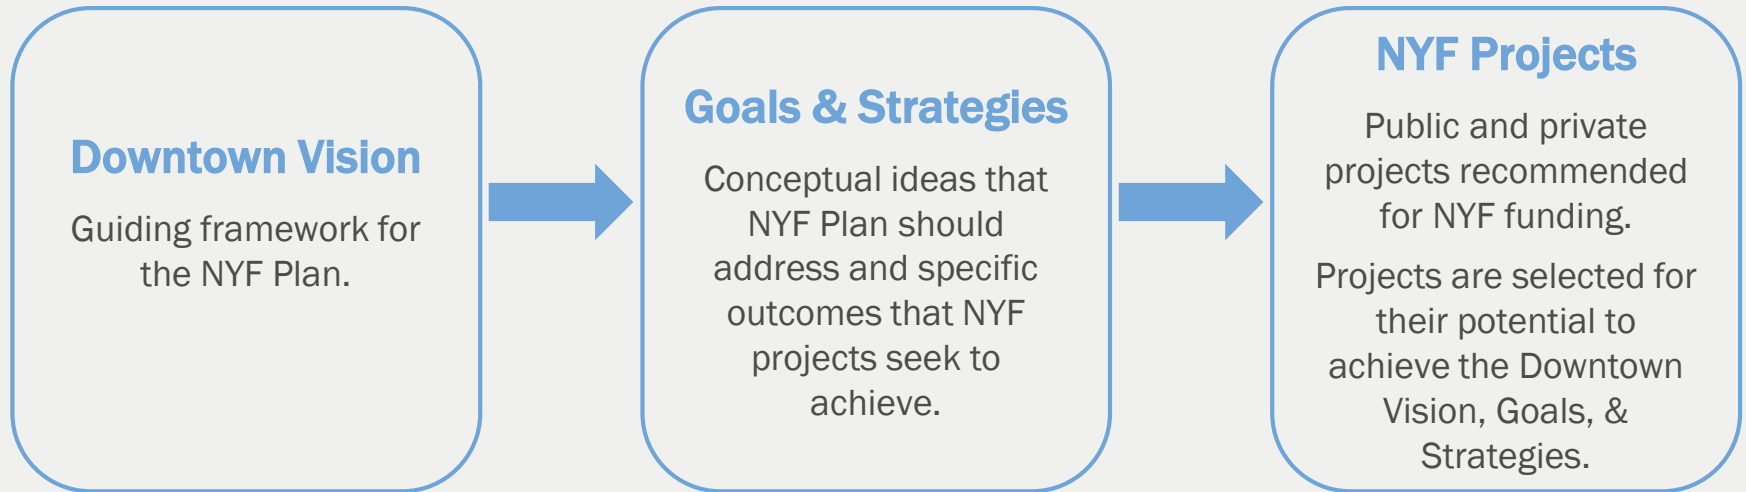 Downtown Vision
Guiding framework for
the NYF Plan.
Goals & Strategies
Conceptual ideas that
NYF Plan should
address and specific
outcomes that NYF
projects seek to
achieve.
NYF Projects
Public and private
projects recommended
for NYF funding.
Projects are selected for
their potential to
achieve the Downtown
Vision, Goals, &
Strategies.